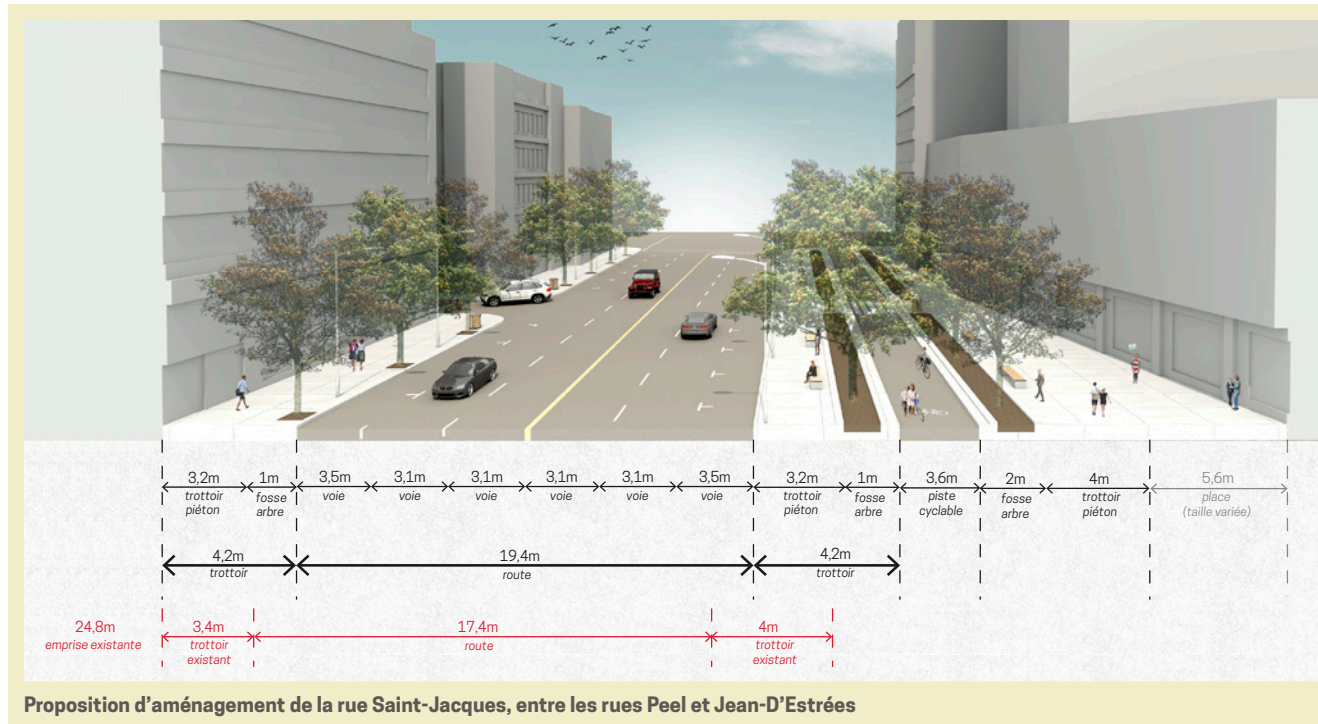 3,2m 1m 3,5m 3,1m 3,1m 3,1m 3,1m 3,5m 3,2m 1m 3,6m 2m 4m 5,6m
trottoir fosse voie voie voie voie voie voie trottoir fosse piste fosse trottoir place
piéton arbre piéton arbre cyclable arbre piéton (taille variée)
4,2m 19,4m 4,2m
trottoir route trottoir
24,8m 3,4m 17,4m 4m
emprise existante trottoir route trottoir
existant existant
Proposition d'aménagement de la rue Saint-Jacques, entre les rues Peel et Jean-D'Estrées